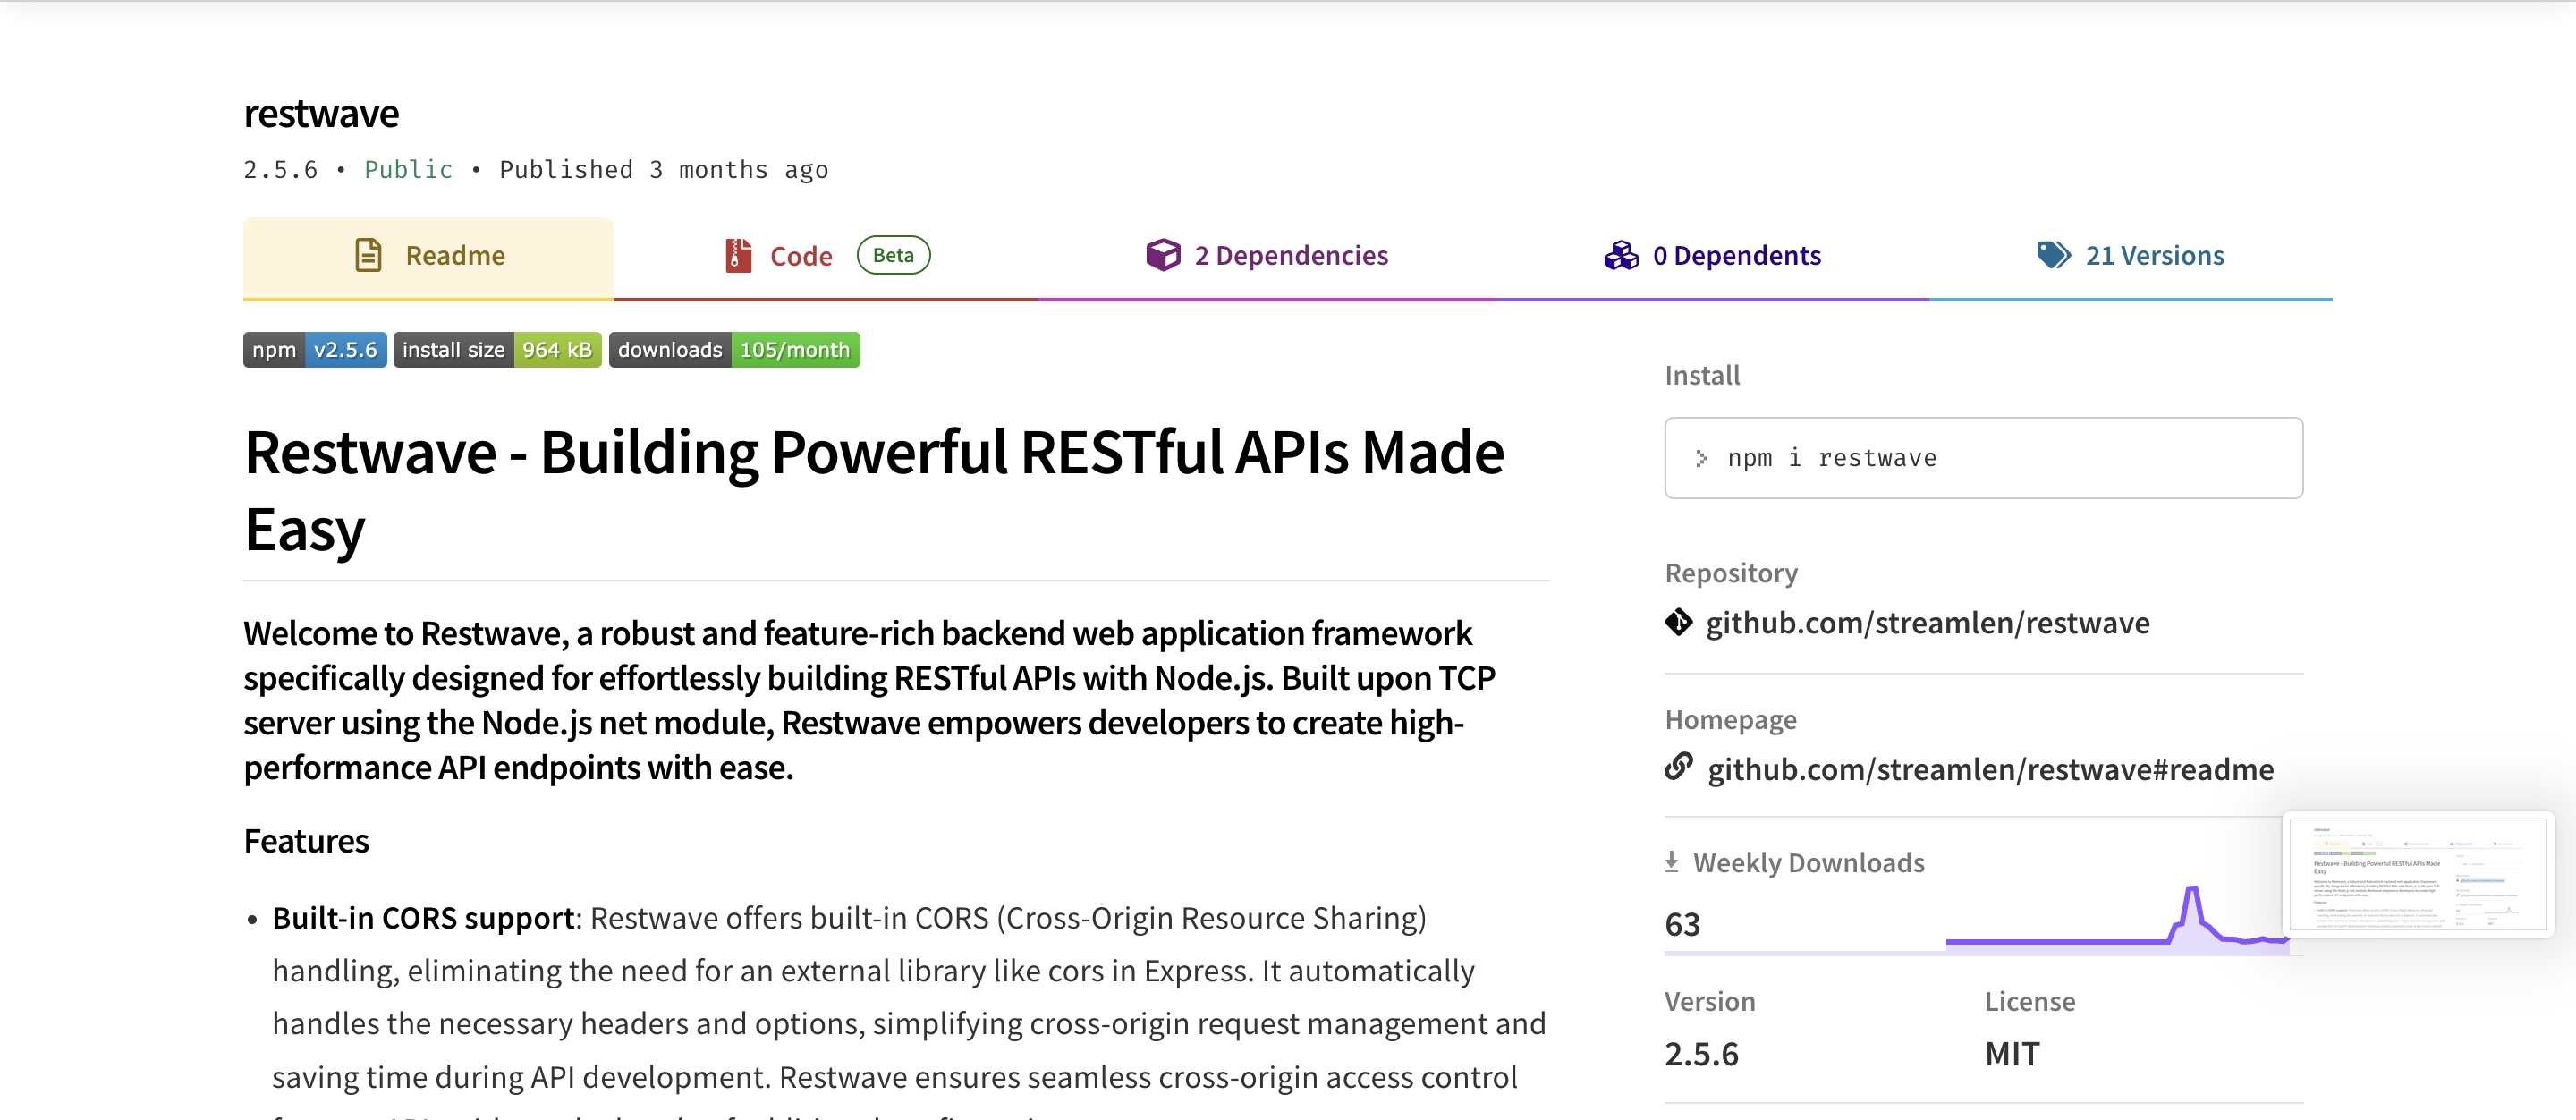 restwave
2.5.6 • Public • Published 3 months ago
Readme
Code Beta
2 Dependencies
0 Dependents
21 Versions
npm v2.5.6 install size 964 kB downloads 105/month
Restwave - Building Powerful RESTful APIs Made
Easy
Welcome to Restwave, a robust and feature-rich backend web application framework
specifically designed for effortlessly building RESTful APIs with Node.js. Built upon TCP
server using the Node.js net module, Restwave empowers developers to create high-
performance API endpoints with ease.
Features
• Built-in CORS support: Restwave offers built-in CORS (Cross-Origin Resource Sharing)
handling, eliminating the need for an external library like cors in Express. It automatically
handles the necessary headers and options, simplifying cross-origin request management and
saving time during API development. Restwave ensures seamless cross-origin access control
Install
> npm i restwave
Repository
github.com/streamlen/restwave
Homepage
github.com/streamlen/restwave#readme
Weekly Downloads
63
Version
2.5.6
License
MIT
Restwave - Building Powerful RESTful APIs Made
Easy